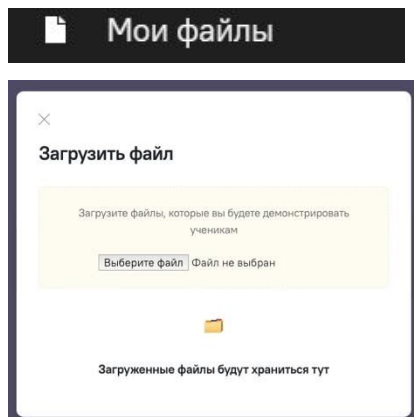 Мои файлы
Загрузить файл
Загрузите файлы, которые вы будете демонстрировать
ученикам
Выберите файл Файл не выбран
Загруженные файлы будут храниться тут